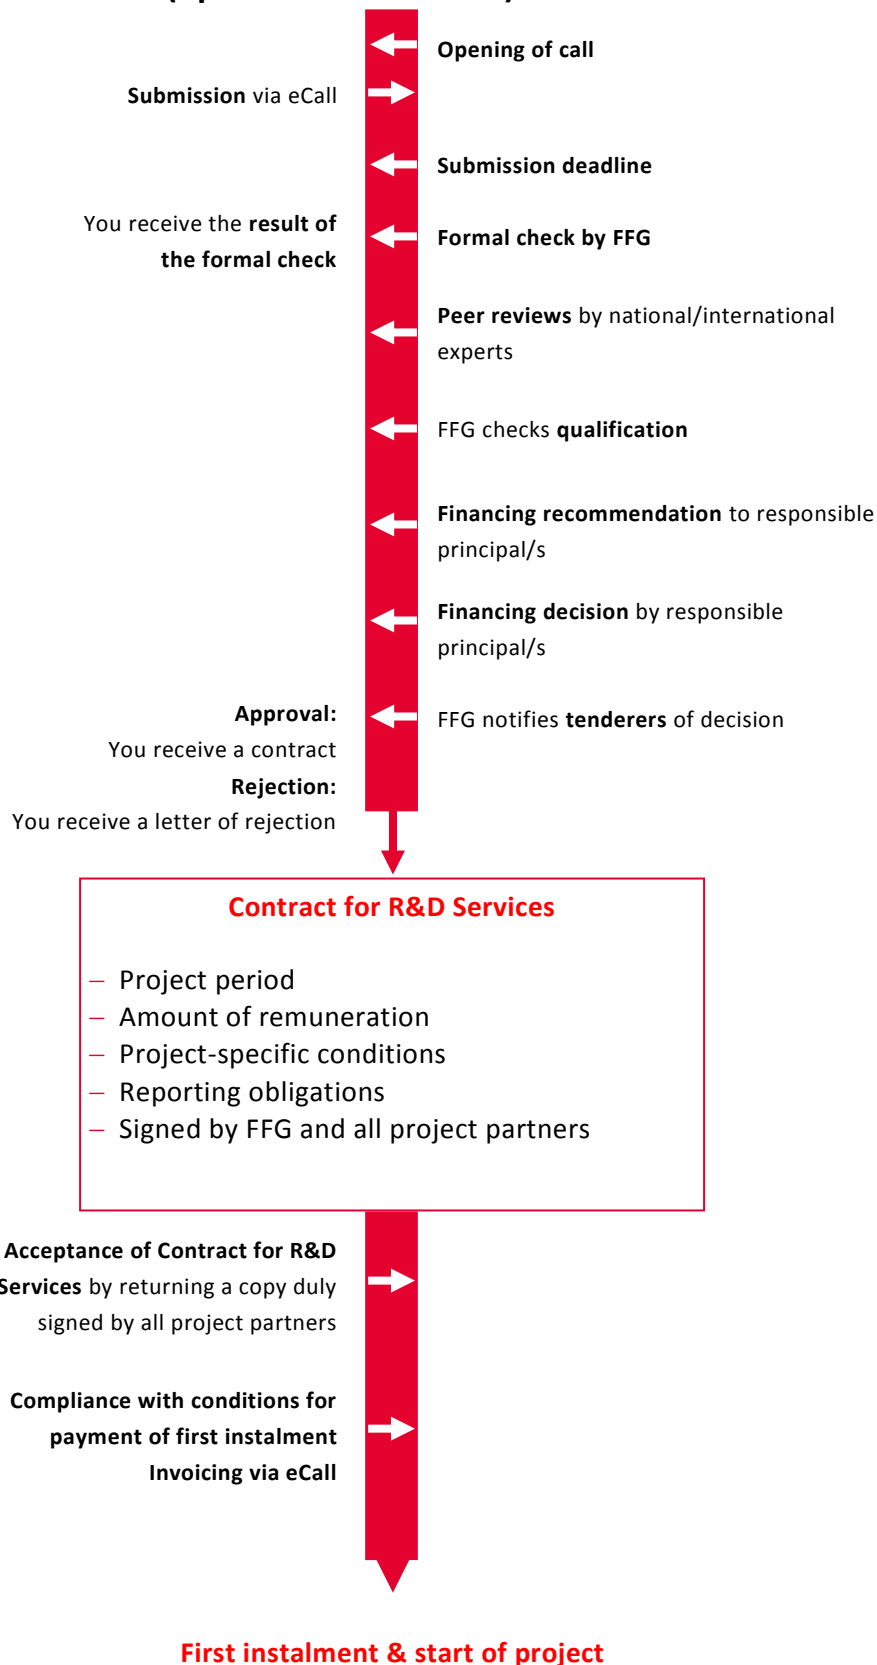 Opening of call
Submission via eCall
Submission deadline
You receive the result of
the formal check
Formal check by FFG
Peer reviews by national/international
experts
FFG checks qualification
Financing recommendation to responsible
principal/s
Financing decision by responsible
principal/s
Approval:
You receive a contract
Rejection:
You receive a letter of rejection
FFG notifies tenderers of decision
Contract for R&D Services
– Project period
– Amount of remuneration
– Project-specific conditions
– Reporting obligations
– Signed by FFG and all project partners
Acceptance of Contract for R&D
Services by returning a copy duly
signed by all project partners
Compliance with conditions for
payment of first instalment
Invoicing via eCall
First instalment & start of project